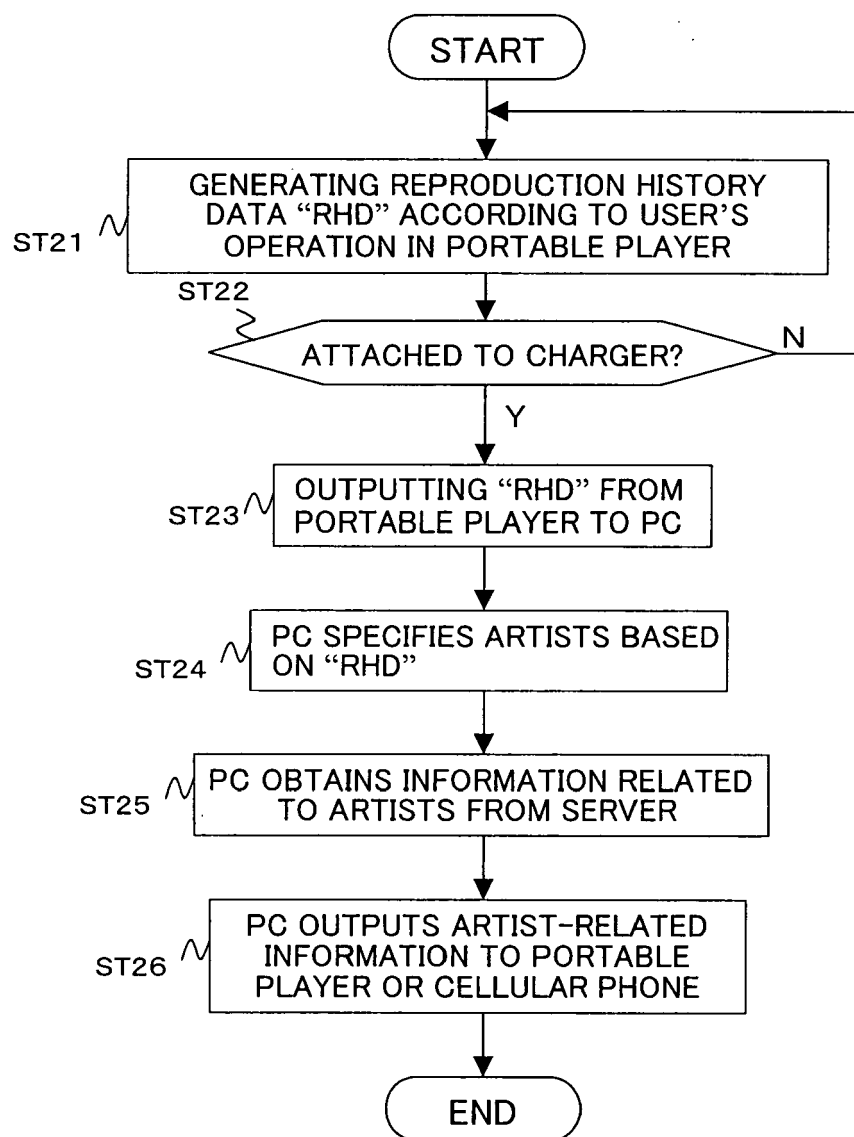 START
GENERATING REPRODUCTION HISTORY
DATA “RHD” ACCORDING TO USER'S
OPERATION IN PORTABLE PLAYER
ST21
ST22
ATTACHED TO CHARGER?
N
Y
OUTPUTTING “RHD” FROM
PORTABLE PLAYER TO PC
ST23
PC SPECIFIES ARTISTS BASED
ON “RHD”
ST24
PC OBTAINS INFORMATION RELATED
TO ARTISTS FROM SERVER
ST25
PC OUTPUTS ARTIST-RELATED
INFORMATION TO PORTABLE
PLAYER OR CELLULAR PHONE
ST26
END